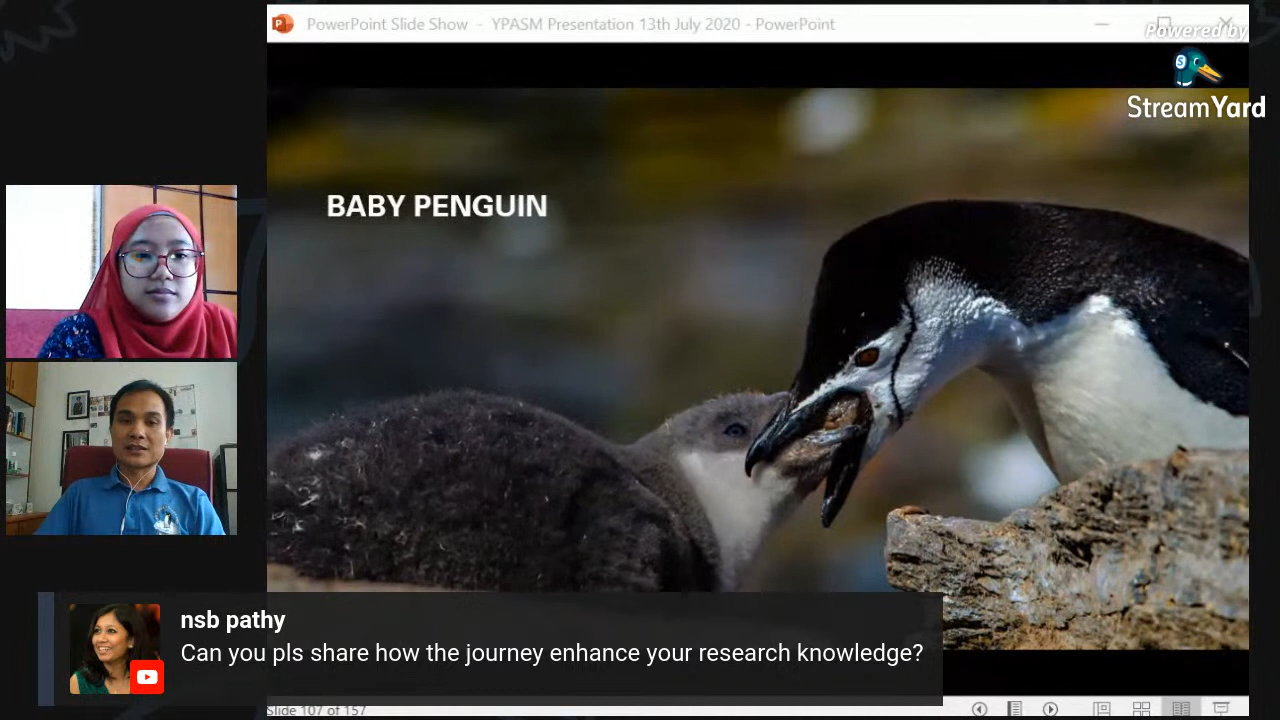 PowerPoint Slide Show - YPASM Presentation 13th July 2020 - PowerPoint
Powered by
StreamYard
BABY PENGUIN
nsb pathy
Can you pls share how the journey enhance your research knowledge?
Slide 107 of 157